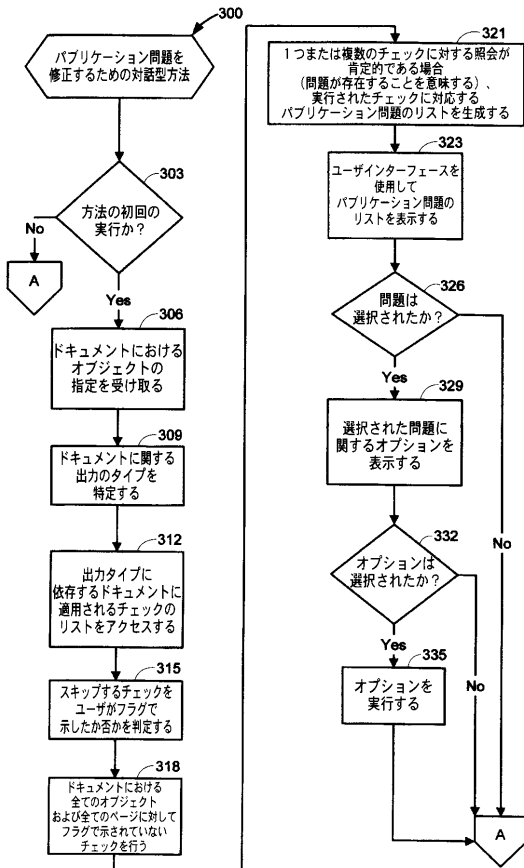 300
パブリケーション問題を
修正するための対話型方法
303
方法の初回の
実行か？
No
A
Yes
306
ドキュメントにおける
オブジェクトの
指定を受け取る
309
ドキュメントに関する
出力のタイプを
特定する
312
出力タイプに
依存するドキュメントに
適用されるチェックの
リストをアクセスする
315
スキップするチェックを
ユーザがフラグで
示したか否かを判定する
318
ドキュメントにおける
全てのオブジェクト
および全てのページに対して
フラグで示されていない
チェックを行う
321
１つまたは複数のチェックに対する照会が
肯定的である場合
（問題が存在することを意味する）、
実行されたチェックに対応する
パブリケーション問題のリストを生成する
323
ユーザインターフェースを
使用して
パブリケーション問題の
リストを表示する
326
問題は
選択されたか？
Yes
329
選択された問題に
関するオプションを
表示する
332
オプションは
選択されたか？
No
Yes
335
オプションを
実行する
No
A